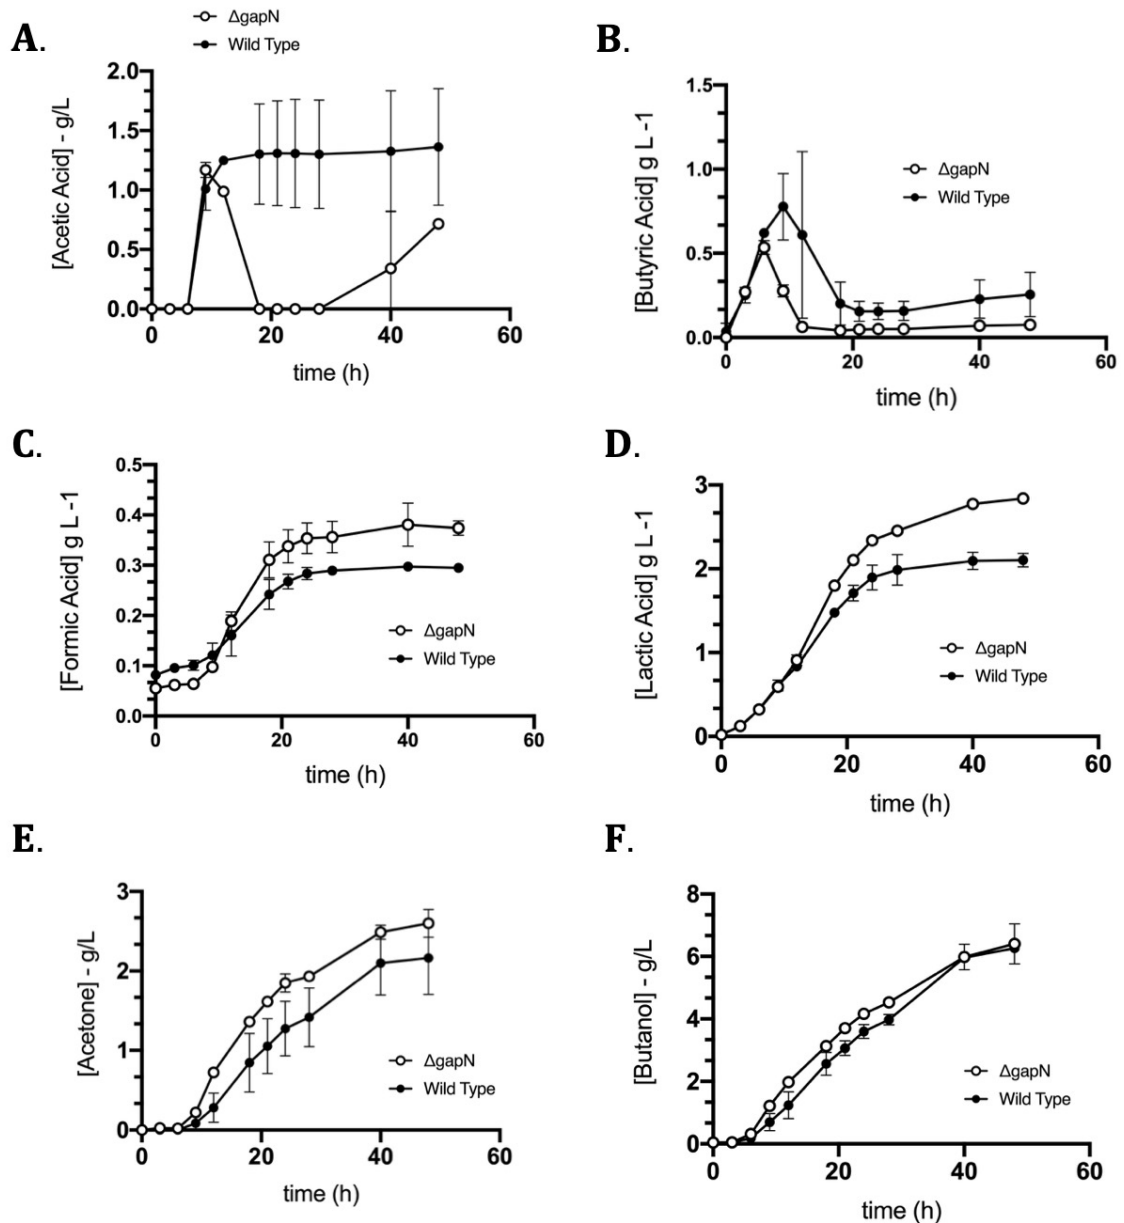 A.
ΔgapN
Wild Type
[Acetic Acid] - g/L
2.0
1.5
1.0
0.5
0.0
0 20 40 60
time (h)
B.
[Butyric Acid] g L -1
1.5
1.0
0.5
0.0
ΔgapN
Wild Type
0 20 40 60
time (h)
C.
[Formic Acid] g L -1
0.5
0.4
0.3
0.2
0.1
0.0
ΔgapN
Wild Type
0 20 40 60
time (h)
D.
[Lactic Acid] g L -1
3
2
1
0
ΔgapN
Wild Type
0 20 40 60
time (h)
E.
[Acetone] - g/L
3
2
1
0
ΔgapN
Wild Type
0 20 40 60
time (h)
F.
[Butanol] - g/L
8
6
4
2
0
ΔgapN
Wild Type
0 20 40 60
time (h)